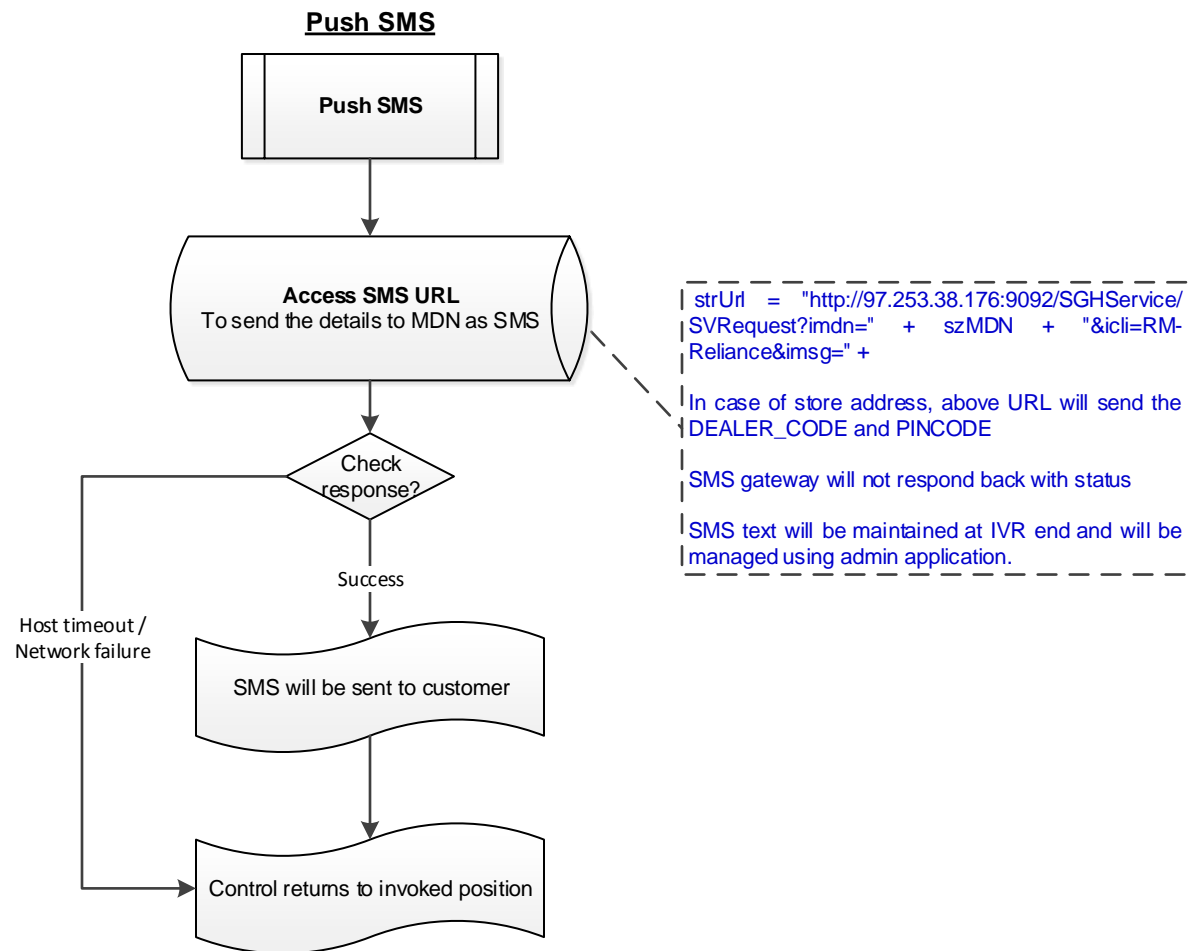 Push SMS
Push SMS
Access SMS URL
To send the details to MDN as SMS
strUrl = "http://97.253.38.176:9092/SGHService/
SVRequest?imdn=" + szMDN + "&icli=RM-
Reliance&imsg=" +
In case of store address, above URL will send the
DEALER_CODE and PINCODE
SMS gateway will not respond back with status
SMS text will be maintained at IVR end and will be
managed using admin application.
Check
response?
Success
Host timeout /
Network failure
SMS will be sent to customer
Control returns to invoked position